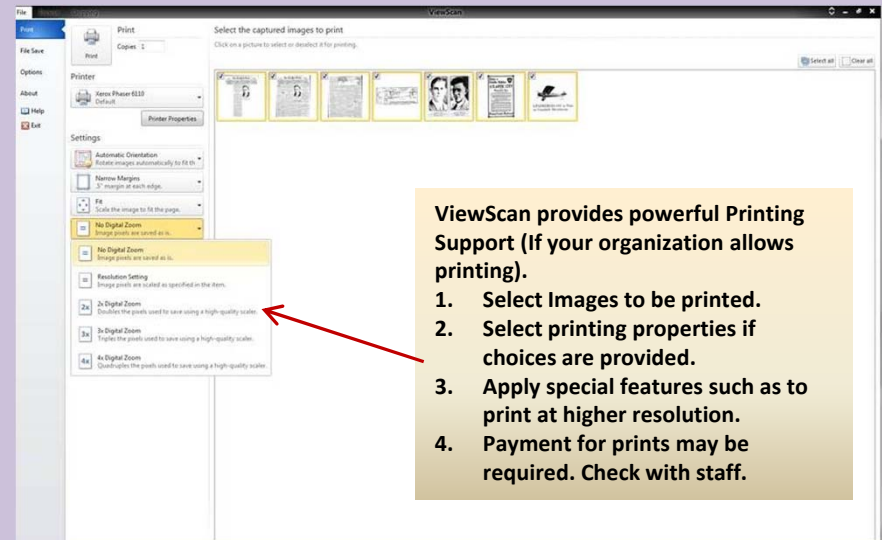 ViewScan
File
Print
File Save
Options
About
Help
Exit
Print
Print
Copies
Printer
Xerox Phaser 6110
Default
Printer Properties
Settings
Automatic Orientation
Rotate images automatically to fit th
Narrow Margins
.5" margin at each edge.
Fit
Scale the image to fit the page.
No Digital Zoom
Image pixels are saved as is.
No Digital Zoom
Image pixels are saved as is.
Resolution Setting
Image pixels are scaled as specified in the item.
2x 2x Digital Zoom
Doubles the pixels used to save using a high-quality scaler.
3x 3x Digital Zoom
Triples the pixels used to save using a high-quality scaler.
4x 4x Digital Zoom
Quadruples the pixels used to save using a high-quality scaler.
Select the captured images to print
Click on a picture to select or deselect it for printing.
Select all Clear all
ViewScan provides powerful Printing
Support (If your organization allows
printing).
1. Select Images to be printed.
2. Select printing properties if
choices are provided.
3. Apply special features such as to
print at higher resolution.
4. Payment for prints may be
required. Check with staff.